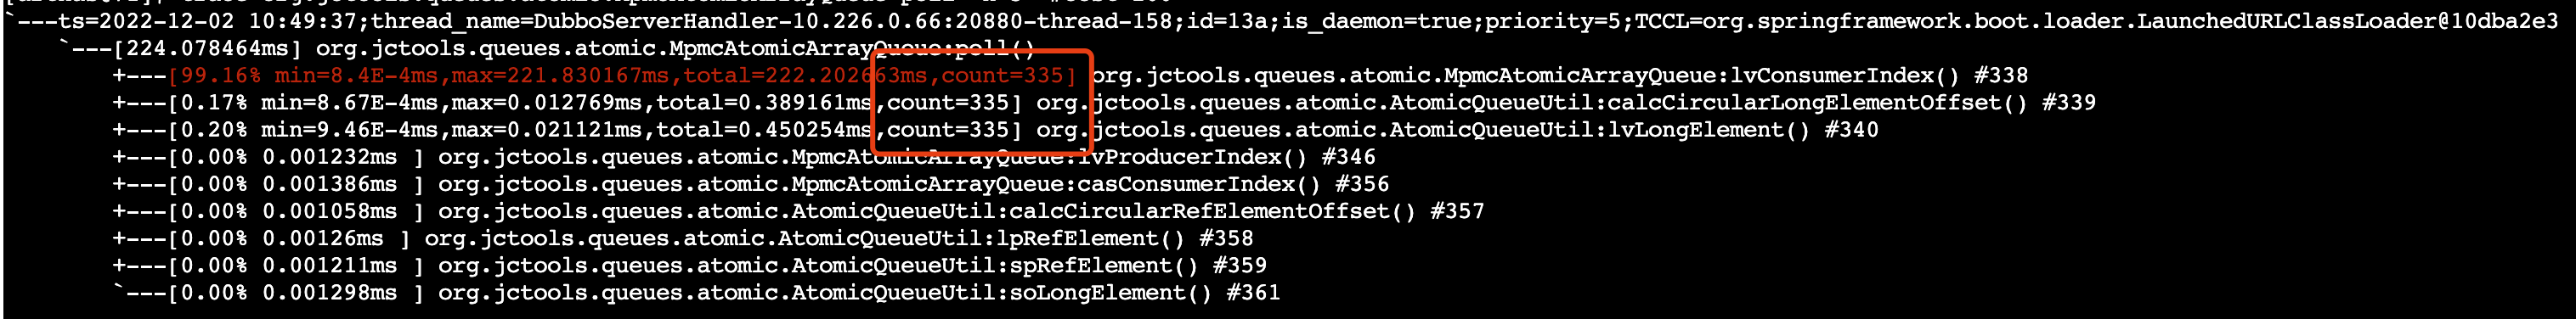 `---ts=2022-12-02 10:49:37;thread_name=DubboServerHandler-10.226.0.66:20880-thread-158;id=13a;is_daemon=true;priority=5;TCCL=org.springframework.boot.loader.LaunchedURLClassLoader@10dba2e3
`---[224.078464ms] org.jctools.queues.atomic.MpmcAtomicArrayQueue:poll()
+---[99.16% min=8.4E-4ms,max=221.830167ms,total=222.202663ms,count=335] org.jctools.queues.atomic.MpmcAtomicArrayQueue:lvConsumerIndex() #338
+---[0.17% min=8.67E-4ms,max=0.012769ms,total=0.389161ms,count=335] org.jctools.queues.atomic.AtomicQueueUtil:calcCircularLongElementOffset() #339
+---[0.20% min=9.46E-4ms,max=0.021121ms,total=0.450254ms,count=335] org.jctools.queues.atomic.AtomicQueueUtil:lvLongElement() #340
+---[0.00% 0.001232ms ] org.jctools.queues.atomic.MpmcAtomicArrayQueue:lvProducerIndex() #346
+---[0.00% 0.001386ms ] org.jctools.queues.atomic.MpmcAtomicArrayQueue:casConsumerIndex() #356
+---[0.00% 0.001058ms ] org.jctools.queues.atomic.AtomicQueueUtil:calcCircularRefElementOffset() #357
+---[0.00% 0.00126ms ] org.jctools.queues.atomic.AtomicQueueUtil:lpRefElement() #358
+---[0.00% 0.001211ms ] org.jctools.queues.atomic.AtomicQueueUtil:spRefElement() #359
`---[0.00% 0.001298ms ] org.jctools.queues.atomic.AtomicQueueUtil:soLongElement() #361